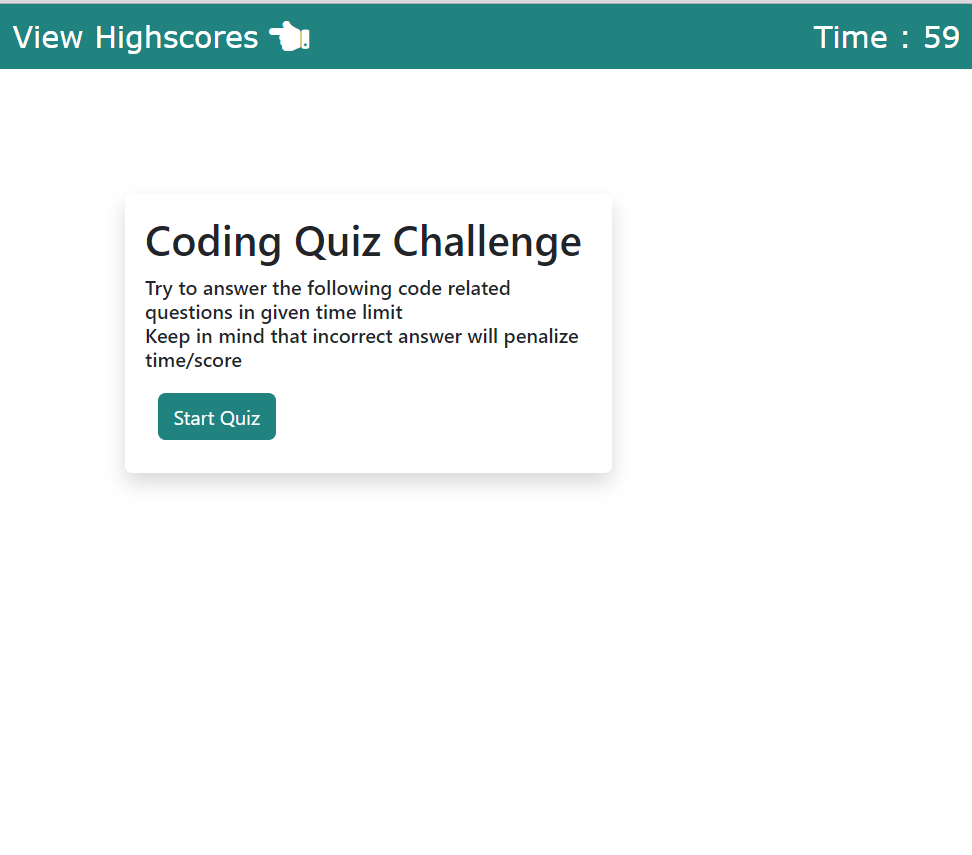 View Highscores
Time : 59
Coding Quiz Challenge
Try to answer the following code related
questions in given time limit
Keep in mind that incorrect answer will penalize
time/score
Start Quiz